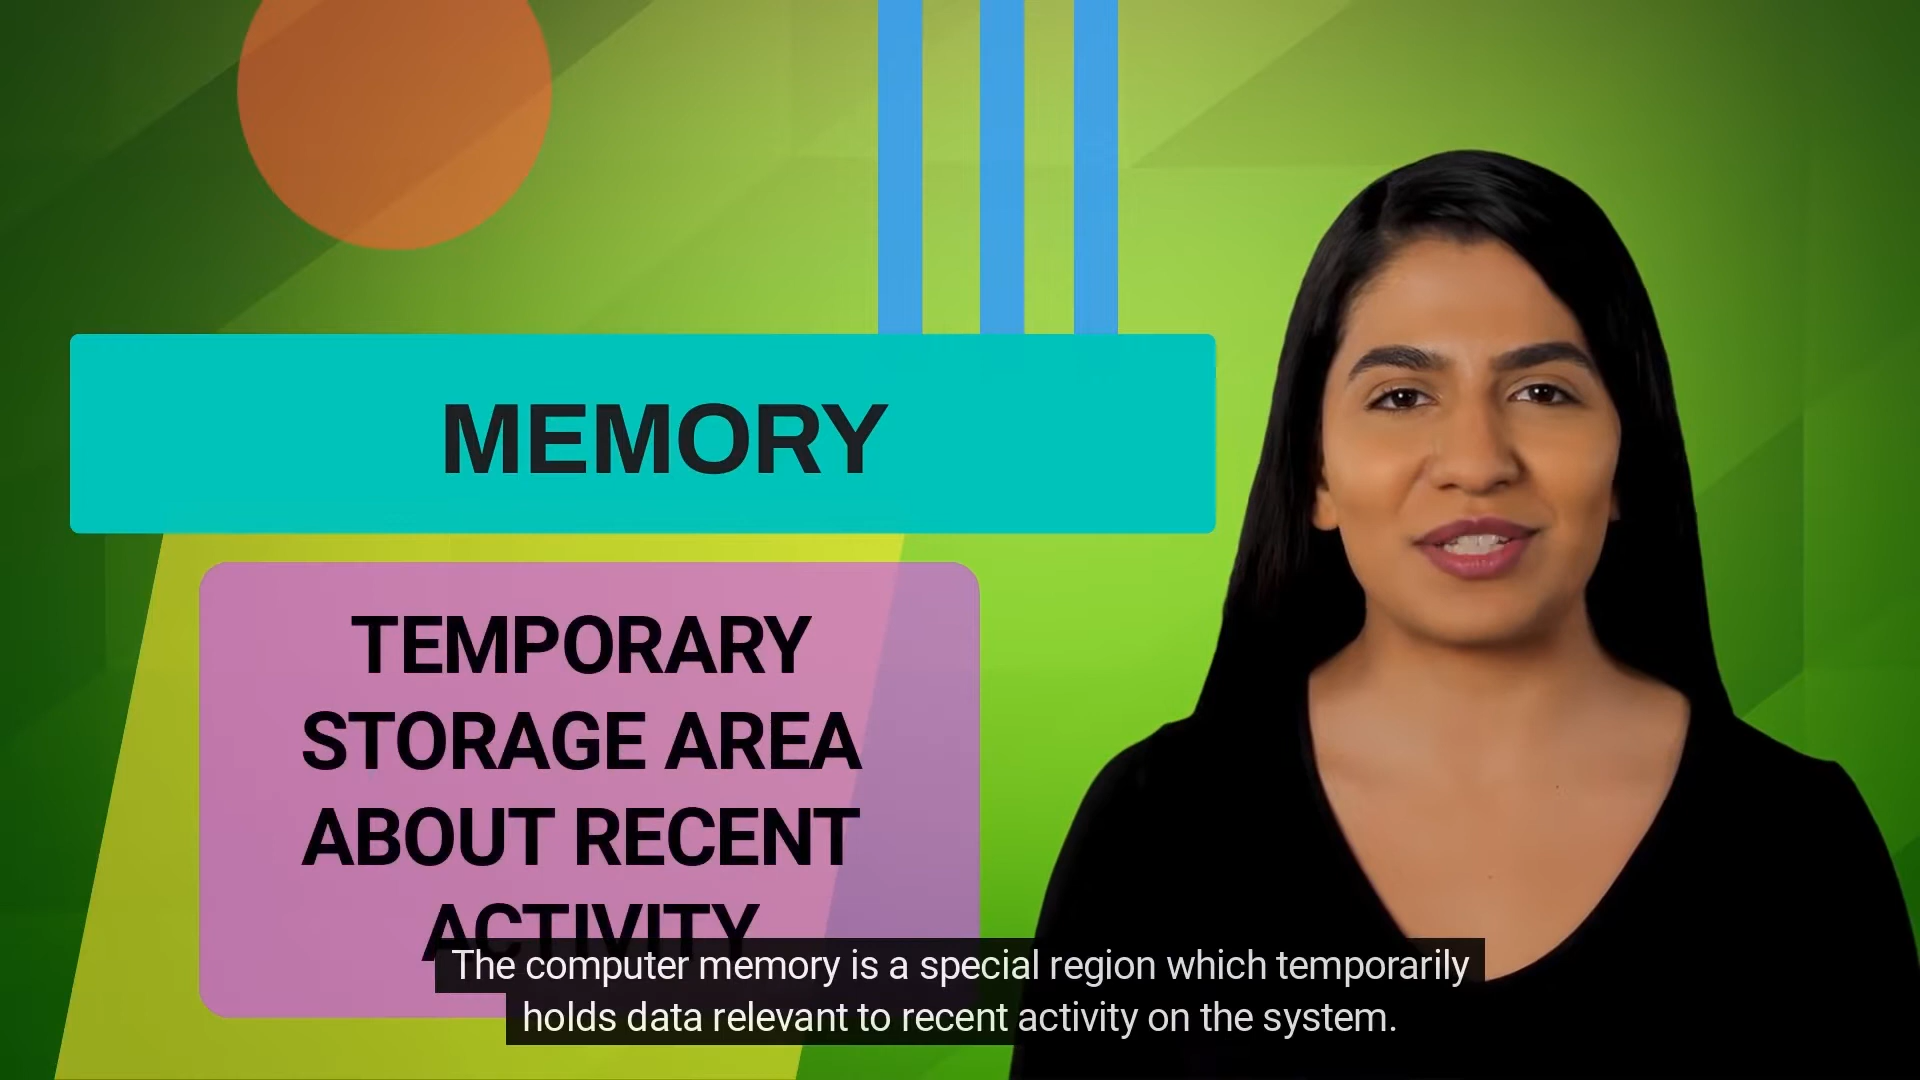 MEMORY
TEMPORARY
STORAGE AREA
ABOUT RECENT
ACTIVITY
The computer memory is a special region which temporarily
holds data relevant to recent activity on the system.